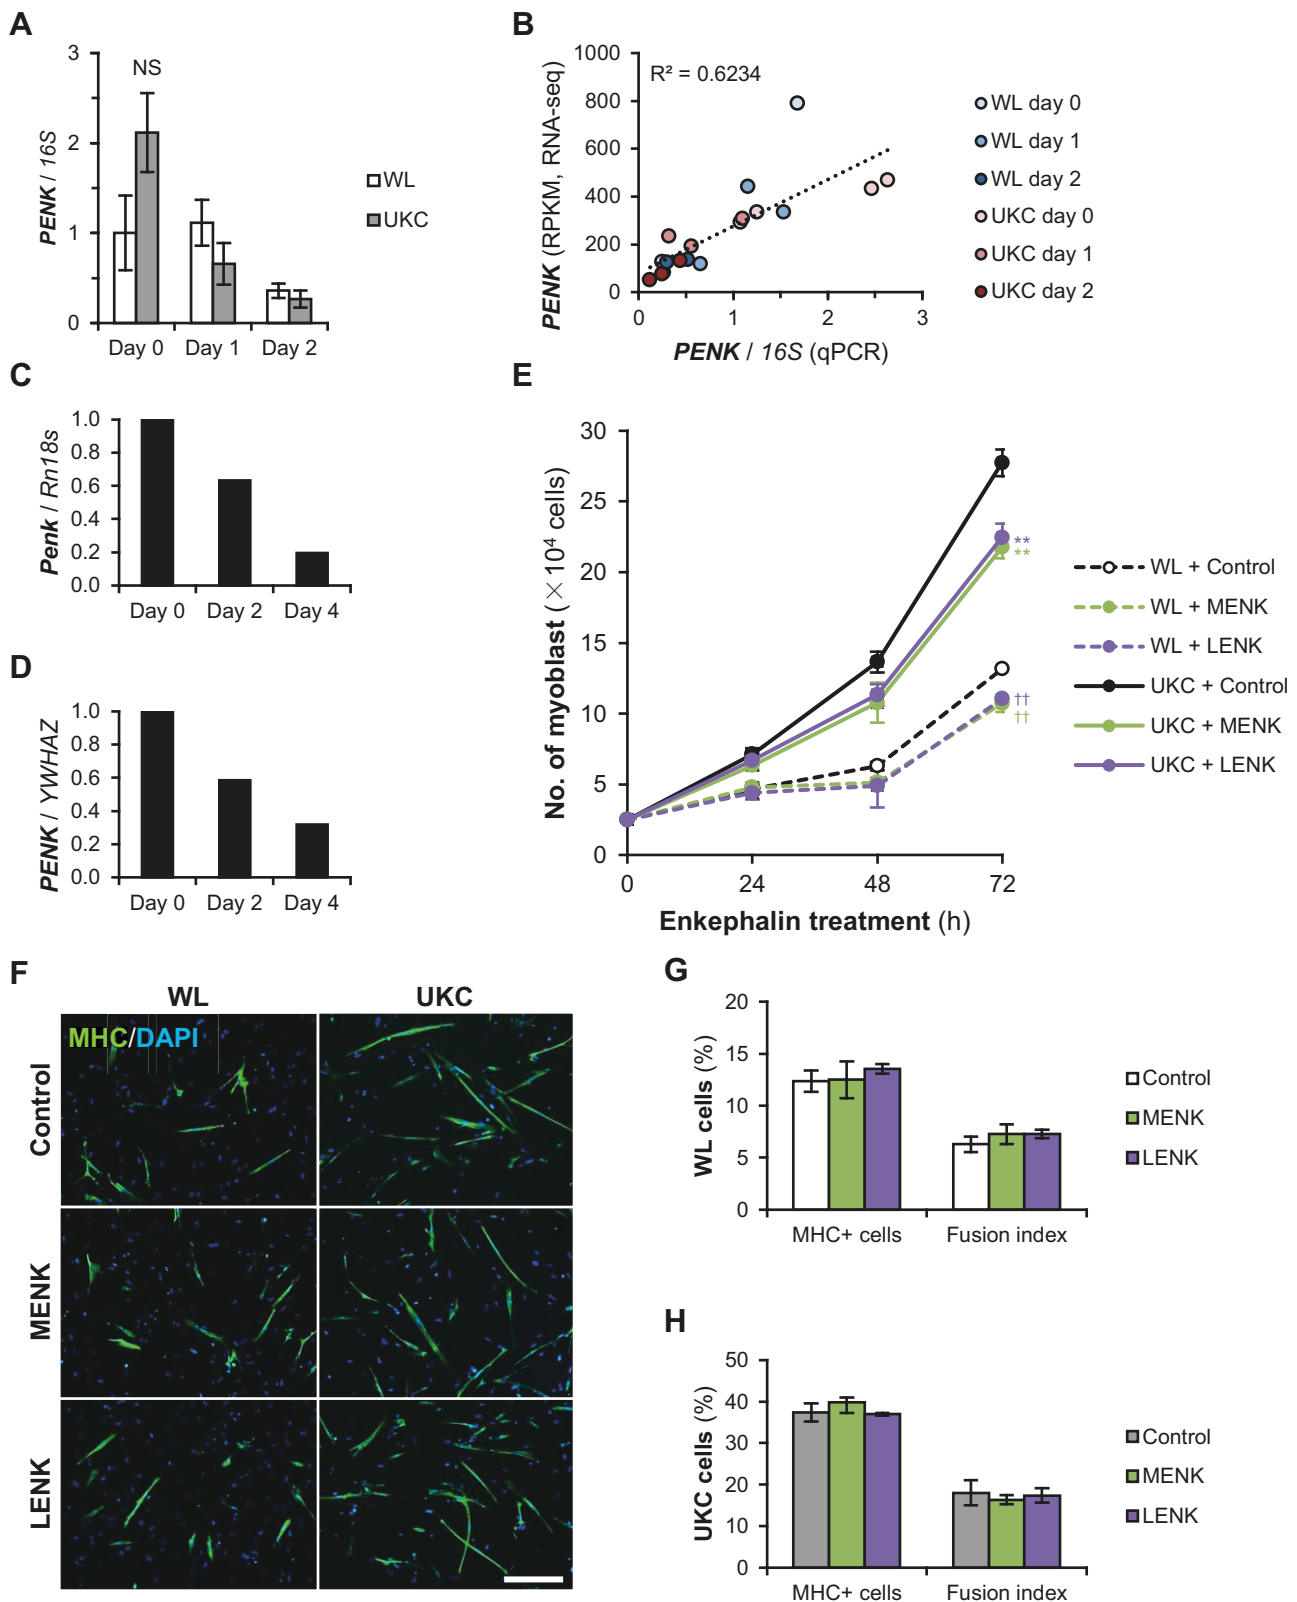 A
3
2
1
0
PENK / 16S
NS
Day 0
Day 1
Day 2
WL
UKC
B
1000
800
600
400
200
0
PENK (RPKM, RNA-seq)
R² = 0.6234
0
1
2
3
PENK / 16S (qPCR)
WL day 0
WL day 1
WL day 2
UKC day 0
UKC day 1
UKC day 2
C
1.0
0.8
0.6
0.4
0.2
0.0
Penk / Rn18s
Day 0
Day 2
Day 4
D
1.0
0.8
0.6
0.4
0.2
0.0
PENK / YWHAZ
Day 0
Day 2
Day 4
E
30
25
20
15
10
5
0
No. of myoblast (×10⁴ cells)
**
**
††
††
0
24
48
72
Enkephalin treatment (h)
WL + Control
WL + MENK
WL + LENK
UKC + Control
UKC + MENK
UKC + LENK
F
WL
UKC
MHC/DAPI
Control
MENK
LENK
G
20
15
10
5
0
WL cells (%)
MHC+ cells
Fusion index
Control
MENK
LENK
H
50
40
30
20
10
0
UKC cells (%)
MHC+ cells
Fusion index
Control
MENK
LENK